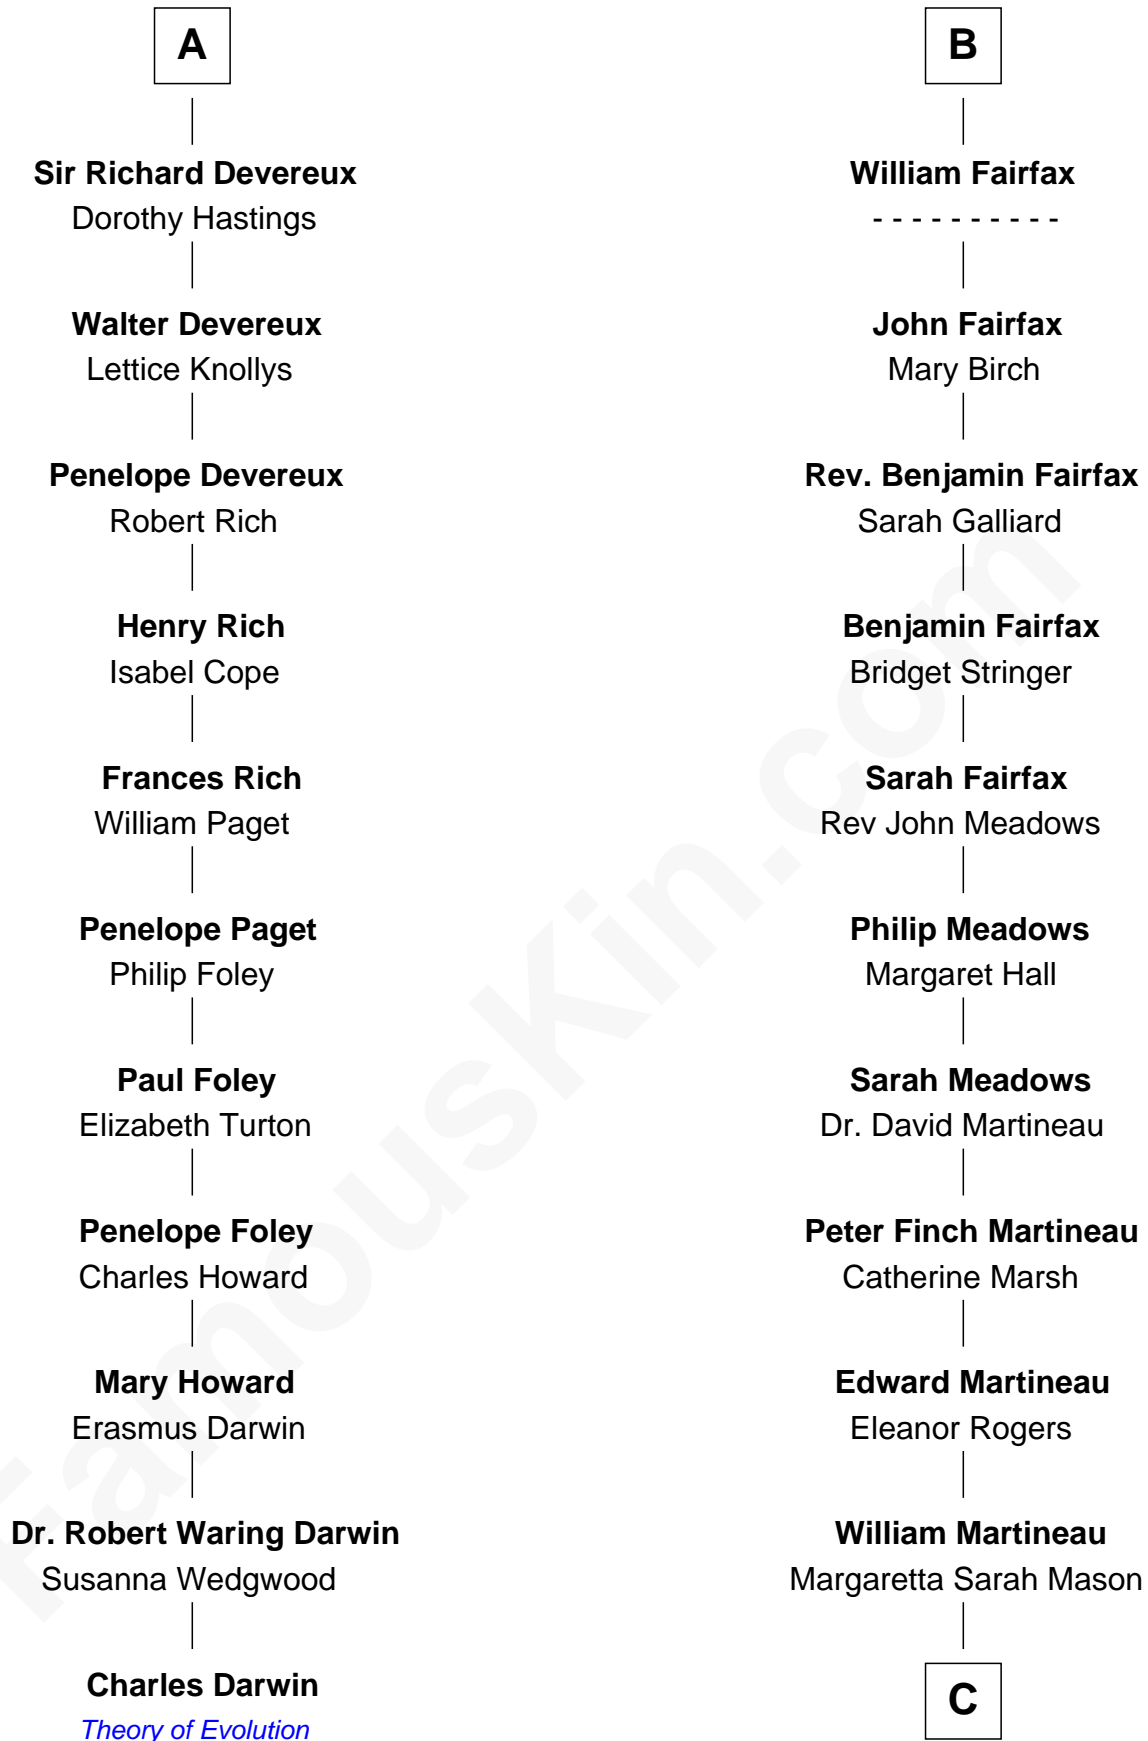 A
Sir Richard Devereux
Dorothy Hastings
Walter Devereux
Lettice Knollys
Penelope Devereux
Robert Rich
Henry Rich
Isabel Cope
Frances Rich
William Paget
Penelope Paget
Philip Foley
Paul Foley
Elizabeth Turton
Penelope Foley
Charles Howard
Mary Howard
Erasmus Darwin
Dr. Robert Waring Darwin
Susanna Wedgwood
Charles Darwin
Theory of Evolution
B
William Fairfax
- - - - - - - - - -
John Fairfax
Mary Birch
Rev. Benjamin Fairfax
Sarah Galliard
Benjamin Fairfax
Bridget Stringer
Sarah Fairfax
Rev John Meadows
Philip Meadows
Margaret Hall
Sarah Meadows
Dr. David Martineau
Peter Finch Martineau
Catherine Marsh
Edward Martineau
Eleanor Rogers
William Martineau
Margaretta Sarah Mason
C
FamousKin.com